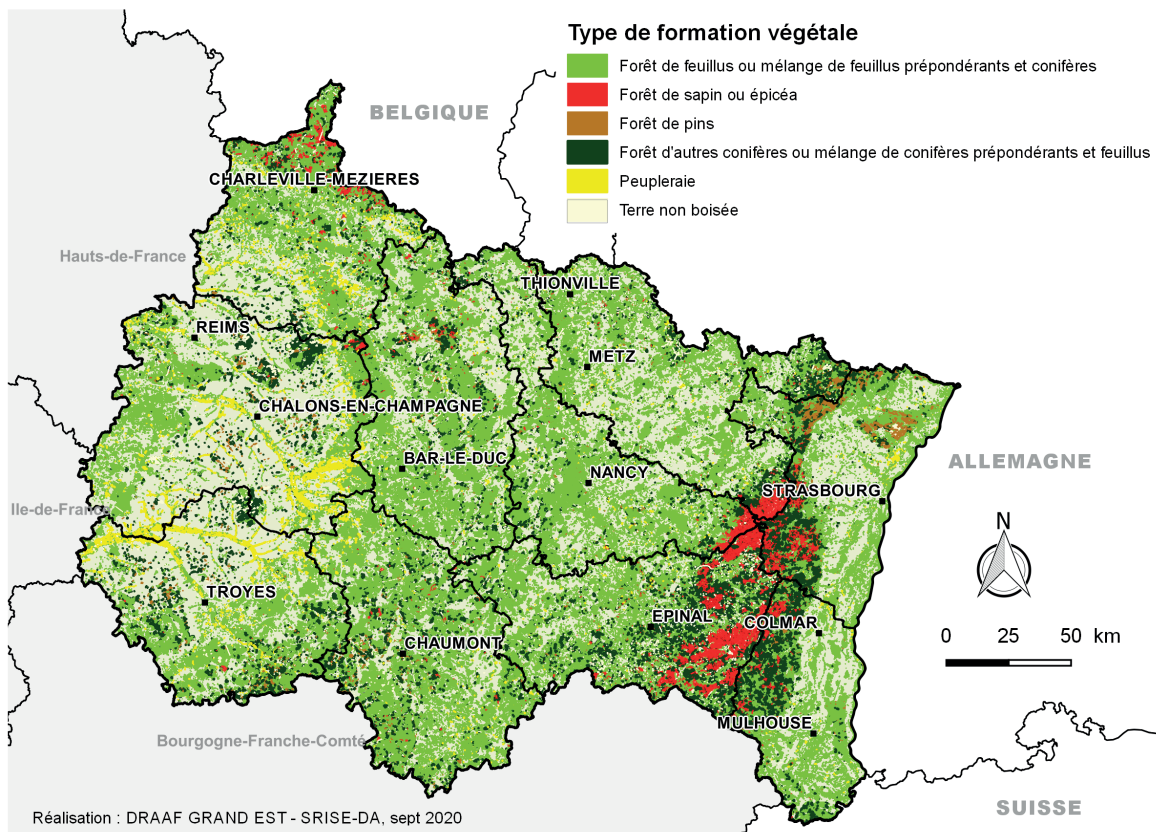 Type de formation végétale
Forêt de feuillus ou mélange de feuillus prépondérants et conifères
Forêt de sapin ou épicéa
Forêt de pins
Forêt d'autres conifères ou mélange de conifères prépondérants et feuillus
Peupleraie
Terre non boisée
BELGIQUE
CHARLEVILLE-MEZIERES
Hauts-de-France
THIONVILLE
REIMS
METZ
CHALONS-EN-CHAMPAGNE
BAR-LE-DUC
NANCY
ALLEMAGNE
STRASBOURG
Ile-de-France
N
TROYES
EPINAL
COLMAR
CHAUMONT
0 25 50 km
MULHOUSE
Bourgogne-Franche-Comté
SUISSE
Réalisation : DRAAF GRAND EST - SRISE-DA, sept 2020